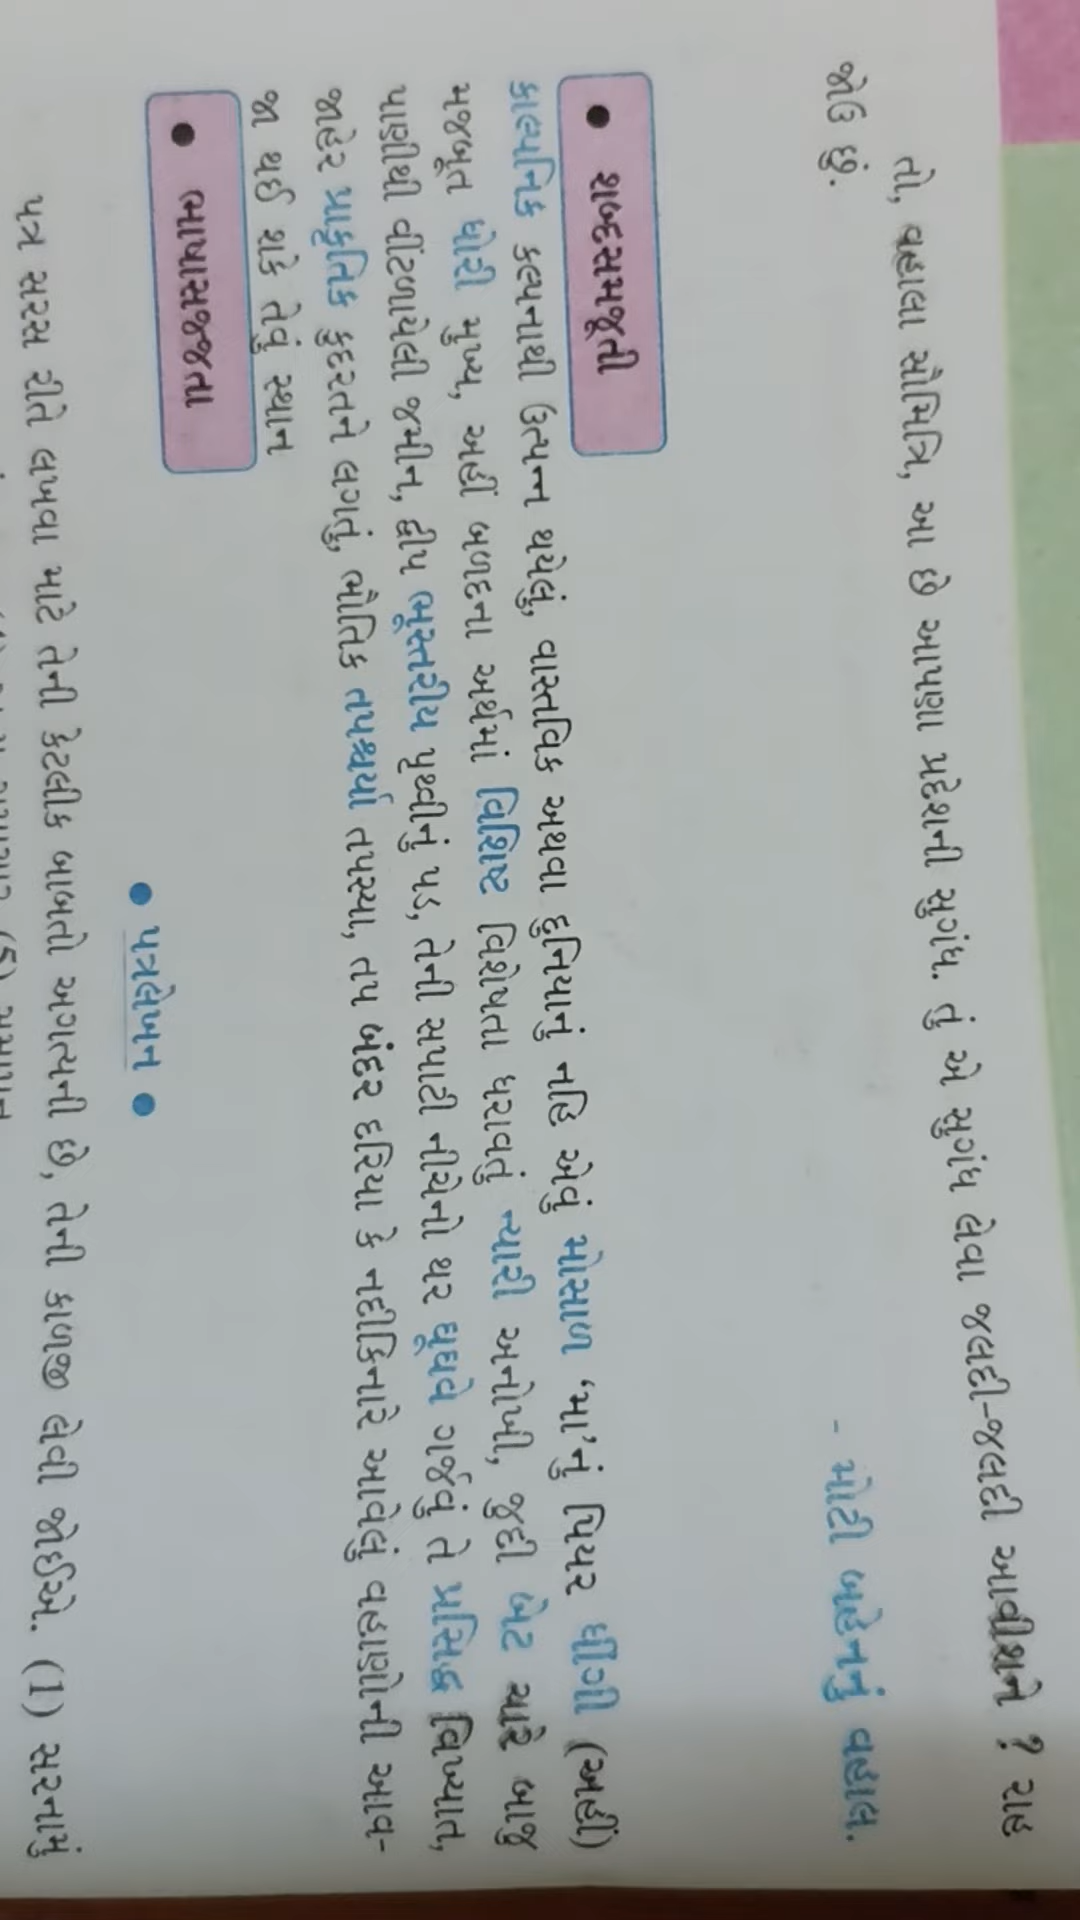 તો, વહાલા સૌમિત્રિ, આ છે આપણા પ્રદેશની સુગંધ. તું એ સુગંધ લેવા જલદી-જલદી આવીશને ? રાહ
જોઉં છું.
- મોટી બહેનનું વહાલ.
• શબ્દસમજૂતી
કાલ્પનિક કલ્પનાથી ઉત્પન્ન થયેલું, વાસ્તવિક અથવા દુનિયાનું નહિ એવું મોસાળ ‘મા’નું પિયર ધીંગી (અહીં)
મજબૂત ધોરી મુખ્ય, અહીં બળદના અર્થમાં વિશિષ્ટ વિશેષતા ધરાવતું ન્યારી અનોખી, જુદી બેટ ચારે બાજુ
પાણીથી વીંટળાયેલી જમીન, દ્વીપ ભૂસ્તરીય પૃથ્વીનું પડ, તેની સપાટી નીચેનો થર ઘૂઘવે ગર્જવું તે પ્રસિદ્ધ વિખ્યાત,
જાહેર પ્રાકૃતિક કુદરતને લગતું, ભૌતિક તપશ્ચર્યા તપસ્યા, તપ બંદર દરિયા કે નદીકિનારે આવેલું વહાણોની આવ-
જા થઈ શકે તેવું સ્થાન
• ભાષાસજ્જતા
• પત્રલેખન •
પત્ર સરસ રીતે લખવા માટે તેની કેટલીક બાબતો અગત્યની છે, તેની કાળજી લેવી જોઈએ. (1) સરનામું